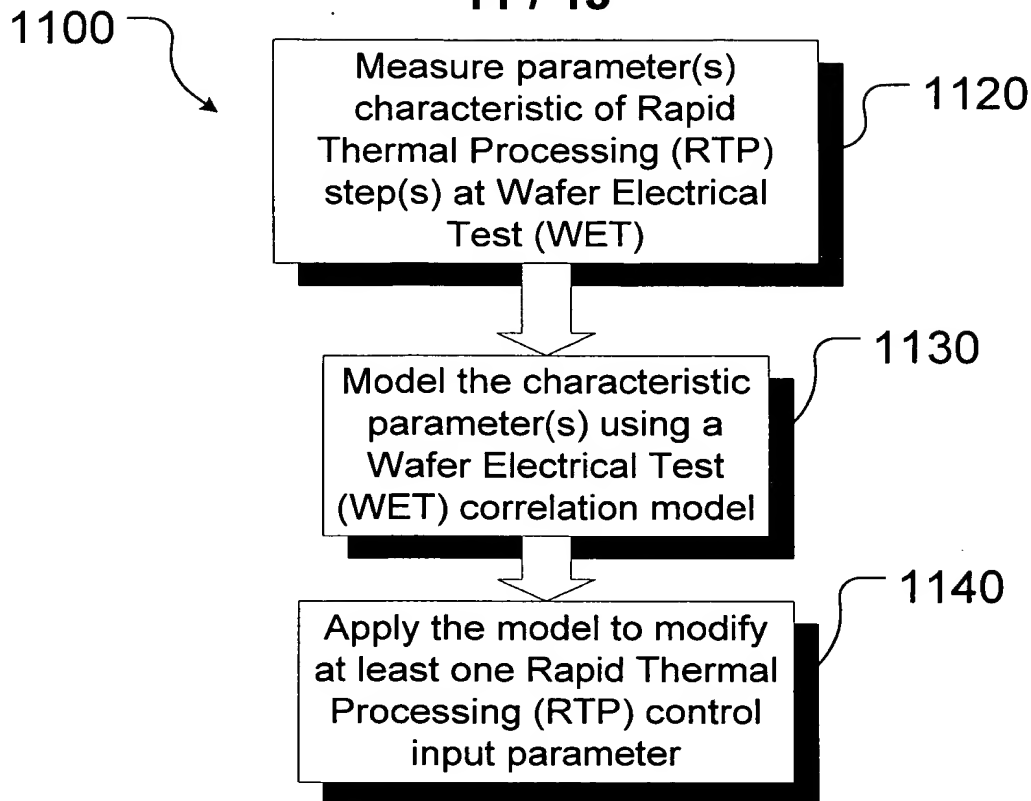 1100
Measure parameter(s)
characteristic of Rapid
Thermal Processing (RTP)
step(s) at Wafer Electrical
Test (WET)
1120
Model the characteristic
parameter(s) using a
Wafer Electrical Test
(WET) correlation model
1130
Apply the model to modify
at least one Rapid Thermal
Processing (RTP) control
input parameter
1140